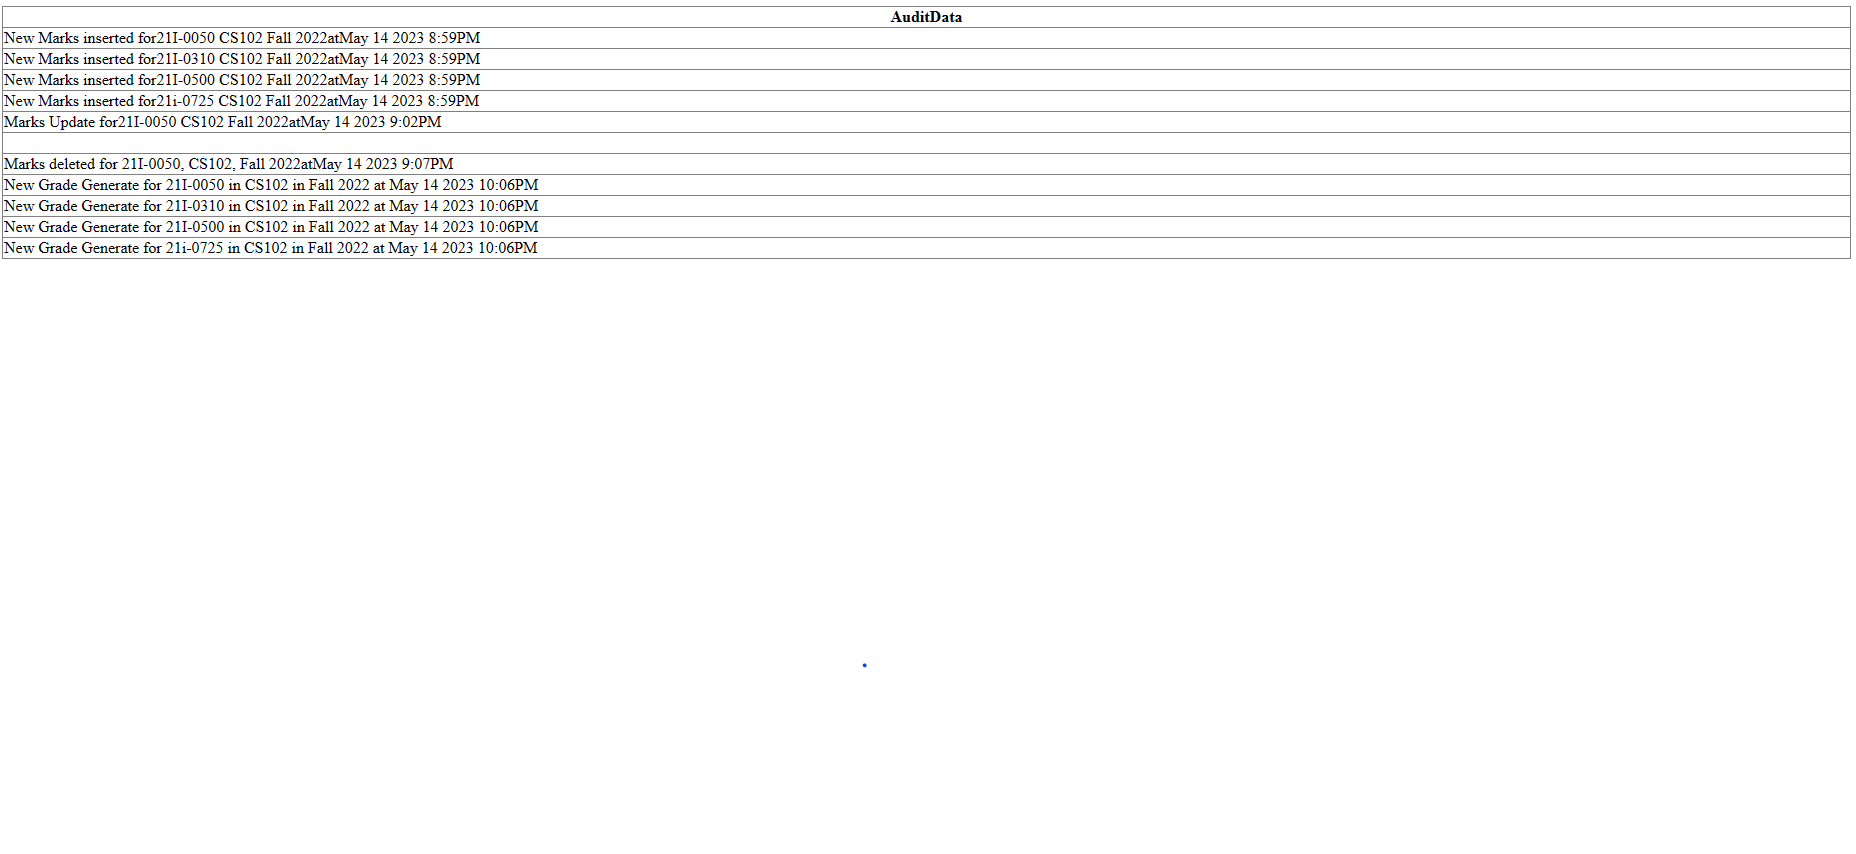 AuditData
New Marks inserted for21I-0050 CS102 Fall 2022atMay 14 2023 8:59PM
New Marks inserted for21I-0310 CS102 Fall 2022atMay 14 2023 8:59PM
New Marks inserted for21I-0500 CS102 Fall 2022atMay 14 2023 8:59PM
New Marks inserted for21i-0725 CS102 Fall 2022atMay 14 2023 8:59PM
Marks Update for21I-0050 CS102 Fall 2022atMay 14 2023 9:02PM
Marks deleted for 21I-0050, CS102, Fall 2022atMay 14 2023 9:07PM
New Grade Generate for 21I-0050 in CS102 in Fall 2022 at May 14 2023 10:06PM
New Grade Generate for 21I-0310 in CS102 in Fall 2022 at May 14 2023 10:06PM
New Grade Generate for 21I-0500 in CS102 in Fall 2022 at May 14 2023 10:06PM
New Grade Generate for 21i-0725 in CS102 in Fall 2022 at May 14 2023 10:06PM